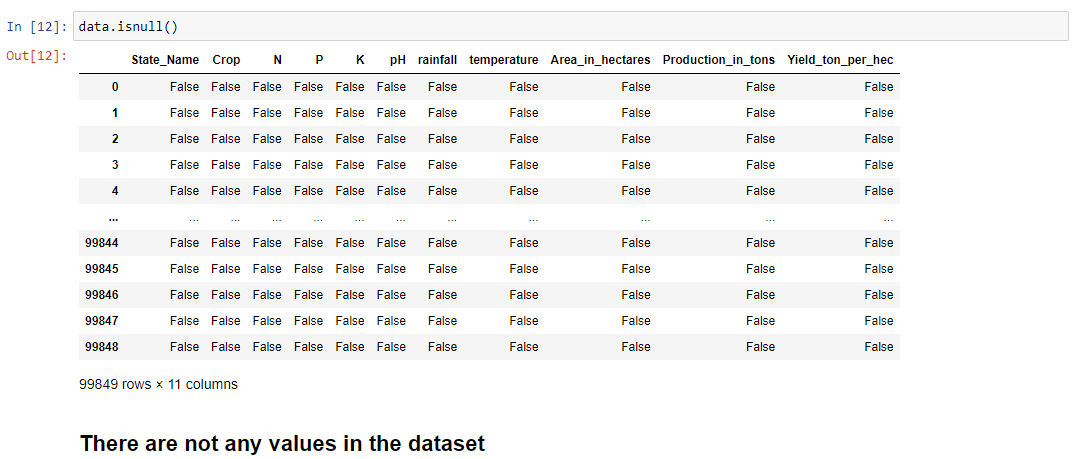 In [12]: data.isnull()
Out[12]:
State_Name Crop N P K pH rainfall temperature Area_in_hectares Production_in_tons Yield_ton_per_hec
0 False False False False False False False False False False False
1 False False False False False False False False False False False
2 False False False False False False False False False False False
3 False False False False False False False False False False False
4 False False False False False False False False False False False
... ... ... ... ... ... ... ... ... ... ... ...
99844 False False False False False False False False False False False
99845 False False False False False False False False False False False
99846 False False False False False False False False False False False
99847 False False False False False False False False False False False
99848 False False False False False False False False False False False
99849 rows × 11 columns
There are not any values in the dataset